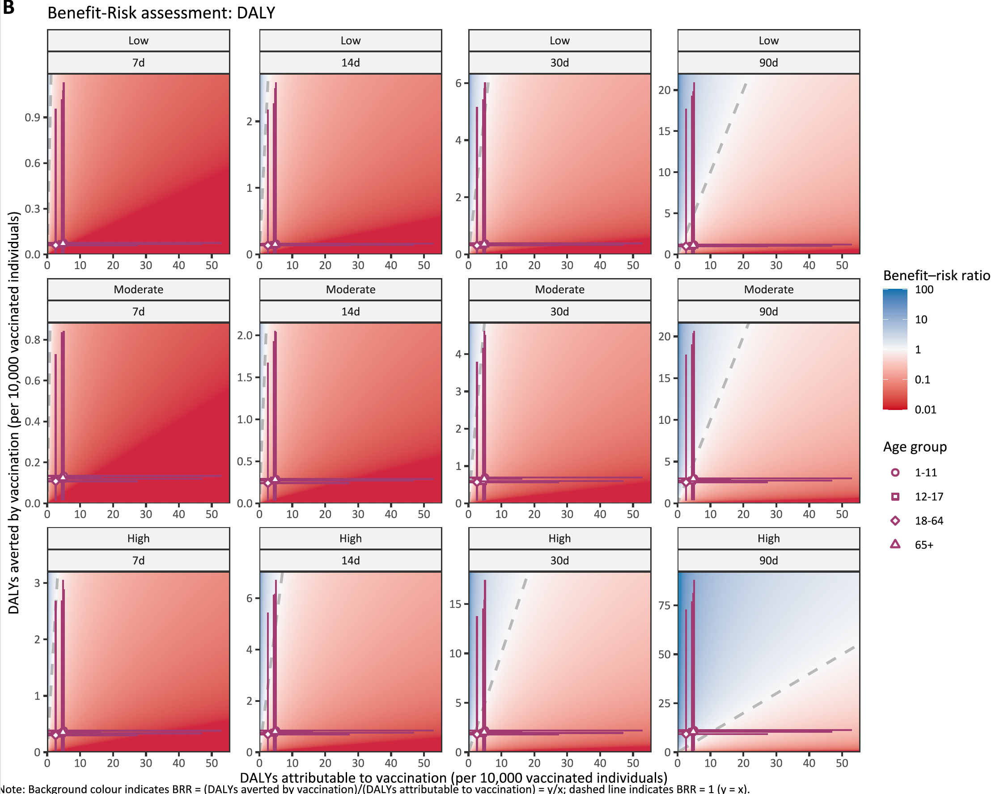 B
Benefit-Risk assessment: DALY
Low
Low
Low
Low
7d
14d
30d
90d
0.9
0.6
0.3
0.0
2
1
0
6
4
2
0
20
15
10
5
0
0 10 20 30 40 50
0 10 20 30 40 50
0 10 20 30 40 50
0 10 20 30 40 50
Moderate
Moderate
Moderate
Moderate
7d
14d
30d
90d
0.8
0.6
0.4
0.2
0.0
2.0
1.5
1.0
0.5
0.0
4
3
2
1
0
20
15
10
5
0
0 10 20 30 40 50
0 10 20 30 40 50
0 10 20 30 40 50
0 10 20 30 40 50
High
High
High
High
7d
14d
30d
90d
3
2
1
0
6
4
2
0
15
10
5
0
75
50
25
0
0 10 20 30 40 50
0 10 20 30 40 50
0 10 20 30 40 50
0 10 20 30 40 50
DALYs averted by vaccination (per 10,000 vaccinated individuals)
DALYs attributable to vaccination (per 10,000 vaccinated individuals)
Benefit–risk ratio
100
10
1
0.1
0.01
Age group
1-11
12-17
18-64
65+
Note: Background colour indicates BRR = (DALYs averted by vaccination)/(DALYs attributable to vaccination) = y/x; dashed line indicates BRR = 1 (y = x).